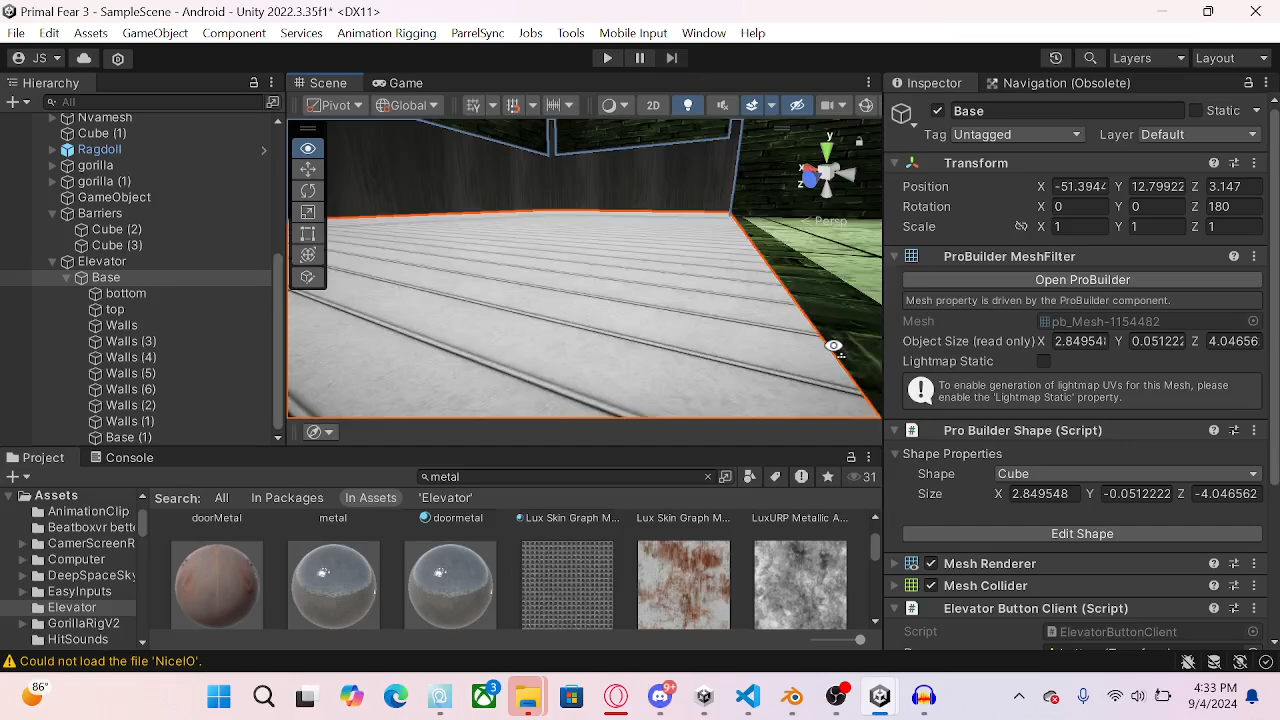 Primal Fear 3 - SampleScene - Android - Unity 2022.3.35f1* <DX11>
File Edit Assets GameObject Component Services Animation Rigging ParrelSync Jobs Tools Mobile Input Window Help
JS Layers Layout
Hierarchy Scene Game Inspector Navigation (Obsolete)
All Pivot Global 2D
Nvamesh
Cube (1)
Ragdoll
gorilla
gorilla (1)
GameObject
Barriers
Cube (2)
Cube (3)
Elevator
Base
bottom
top
Walls
Walls (3)
Walls (4)
Walls (5)
Walls (6)
Walls (2)
Walls (1)
Base (1)
y
x
z
Persp
Base Static
Tag Untagged Layer Default
Transform
Position X -51.3944 Y 12.79922 Z 3.147
Rotation X 0 Y 0 Z 180
Scale X 1 Y 1 Z 1
ProBuilder MeshFilter
Open ProBuilder
Mesh property is driven by the ProBuilder component.
Mesh pb_Mesh-1154482
Object Size (read only) X 2.849548 Y 0.051222 Z 4.04656
Lightmap Static
To enable generation of lightmap UVs for this Mesh, please
enable the 'Lightmap Static' property.
Pro Builder Shape (Script)
Shape Properties
Shape Cube
Size X 2.849548 Y -0.0512222 Z -4.046562
Edit Shape
Mesh Renderer
Mesh Collider
Elevator Button Client (Script)
Script ElevatorButtonClient
Project Console
metal 31
Assets
AnimationClip
Beatboxvr bette
CamerScreenR
Computer
DeepSpaceSky
EasyInputs
Elevator
GorillaRigV2
HitSounds
Search: All In Packages In Assets 'Elevator'
doorMetal metal doormetal Lux Skin Graph M... Lux Skin Graph M... LuxURP Metallic A...
Could not load the file 'NiceIO'.
86° 3 9+ 4:33 PM
9/4/2024